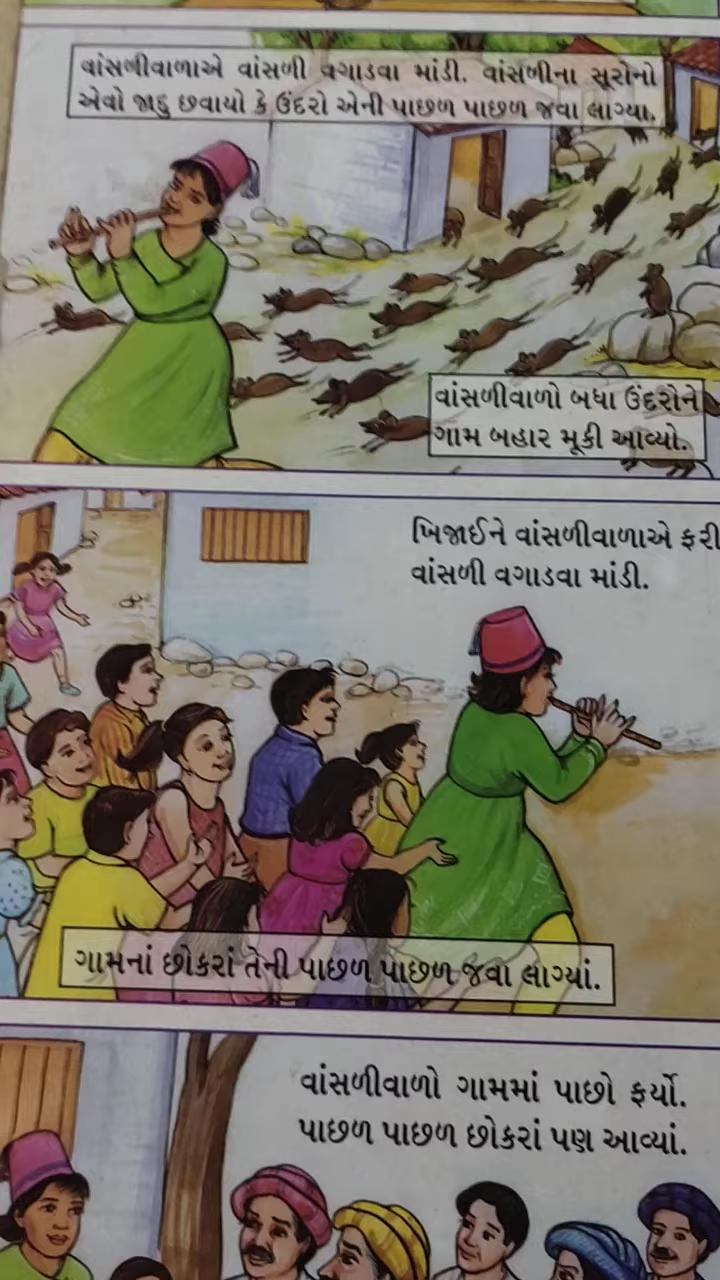 વાંસળીવાળાએ વાંસળી વગાડવા માંડી. વાંસળીના સૂરોનો
એવો જાદુ છવાયો કે ઉંદરો એની પાછળ પાછળ જવા લાગ્યા.
વાંસળીવાળો બધા ઉંદરોને
ગામ બહાર મૂકી આવ્યો.
ખિજાઈને વાંસળીવાળાએ ફરી
વાંસળી વગાડવા માંડી.
ગામનાં છોકરાં તેની પાછળ પાછળ જવા લાગ્યાં.
વાંસળીવાળો ગામમાં પાછો ફર્યો.
પાછળ પાછળ છોકરાં પણ આવ્યાં.